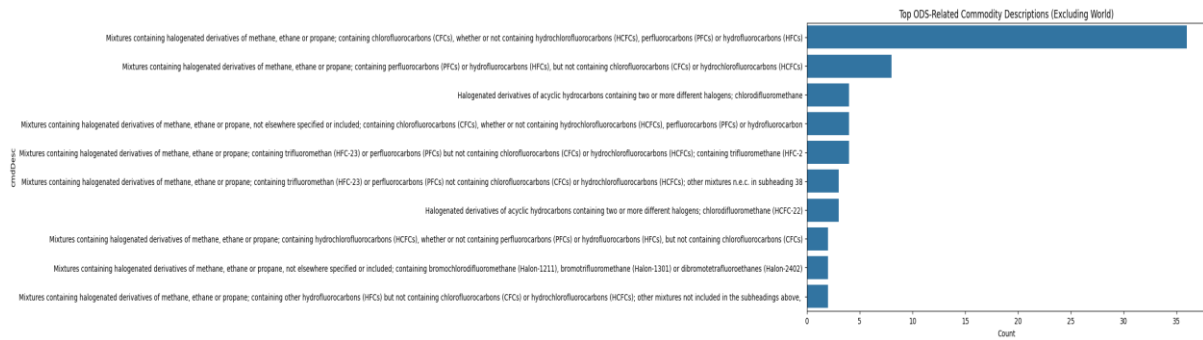 Top ODS-Related Commodity Descriptions (Excluding World)
Mixtures containing halogenated derivatives of methane, ethane or propane; containing chlorofluorocarbons (CFCs), whether or not containing hydrochlorofluorocarbons (HCFCs), perfluorocarbons (PFCs) or hydrofluorocarbons (HFCs)
Mixtures containing halogenated derivatives of methane, ethane or propane; containing perfluorocarbons (PFCs) or hydrofluorocarbons (HFCs), but not containing chlorofluorocarbons (CFCs) or hydrochlorofluorocarbons (HCFCs)
Halogenated derivatives of acyclic hydrocarbons containing two or more different halogens; chlorodifluoromethane
Mixtures containing halogenated derivatives of methane, ethane or propane, not elsewhere specified or included; containing chlorofluorocarbons (CFCs), whether or not containing hydrochlorofluorocarbons (HCFCs), perfluorocarbons (PFCs) or hydrofluorocarbon
cmdDesc
Mixtures containing halogenated derivatives of methane, ethane or propane; containing trifluoromethan (HFC-23) or perfluorocarbons (PFCs) but not containing chlorofluorocarbons (CFCs) or hydrochlorofluorocarbons (HCFCs); containing trifluoromethane (HFC-2
Mixtures containing halogenated derivatives of methane, ethane or propane; containing trifluoromethan (HFC-23) or perfluorocarbons (PFCs) not containing chlorofluorocarbons (CFCs) or hydrochlorofluorocarbons (HCFCs); other mixtures n.e.c. in subheading 38
Halogenated derivatives of acyclic hydrocarbons containing two or more different halogens; chlorodifluoromethane (HCFC-22)
Mixtures containing halogenated derivatives of methane, ethane or propane; containing hydrochlorofluorocarbons (HCFCs), whether or not containing perfluorocarbons (PFCs) or hydrofluorocarbons (HFCs), but not containing chlorofluorocarbons (CFCs)
Mixtures containing halogenated derivatives of methane, ethane or propane, not elsewhere specified or included; containing bromochlorodifluoromethane (Halon-1211), bromotrifluoromethane (Halon-1301) or dibromotetrafluoroethanes (Halon-2402)
Mixtures containing halogenated derivatives of methane, ethane or propane; containing other hydrofluorocarbons (HFCs) but not containing chlorofluorocarbons (CFCs) or hydrochlorofluorocarbons (HCFCs); other mixtures not included in the subheadings above,
0 5 10 15 20 25 30 35
Count